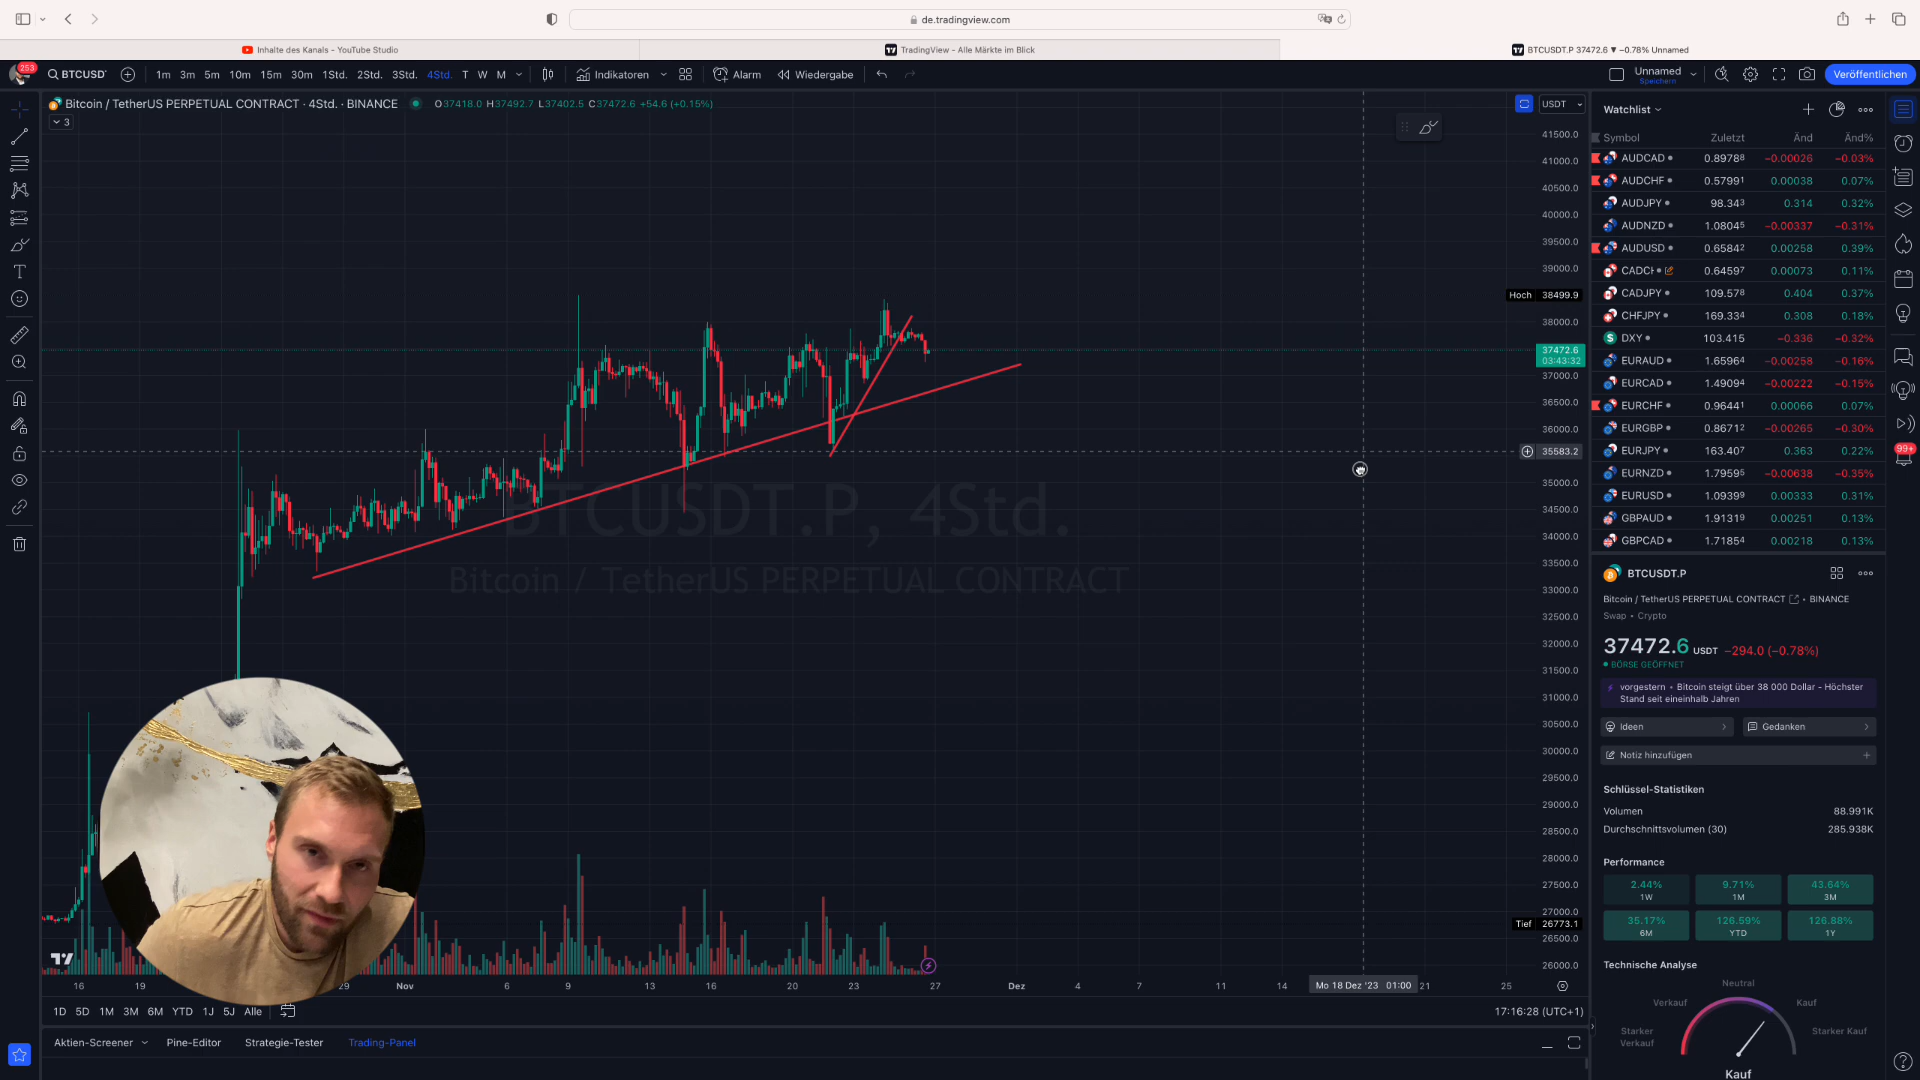 de.tradingview.com
Inhalte des Kanals - YouTube Studio
TradingView - Alle Märkte im Blick
BTCUSDT.P 37472.6 ▼ −0.78% Unnamed
253
BTCUSD
1m 3m 5m 10m 15m 30m 1Std. 2Std. 3Std. 4Std. T W M
Indikatoren
Alarm
Wiedergabe
Unnamed
Speichern
Veröffentlichen
Bitcoin / TetherUS PERPETUAL CONTRACT · 4Std. · BINANCE
O37418.0 H37492.7 L37402.5 C37472.6 +54.6 (+0.15%)
3
USDT
41500.0
41000.0
40500.0
40000.0
39500.0
39000.0
Hoch 38499.9
38000.0
37472.6
03:43:32
37000.0
36500.0
36000.0
35583.2
35000.0
34500.0
34000.0
33500.0
33000.0
32500.0
32000.0
31500.0
31000.0
30500.0
30000.0
29500.0
29000.0
28500.0
28000.0
27500.0
27000.0
Tief 26773.1
26500.0
26000.0
BTCUSDT.P, 4Std.
Bitcoin / TetherUS PERPETUAL CONTRACT
16 19 29 Nov 6 9 13 16 20 23 27 Dez 4 7 11 14 Mo 18 Dez '23 01:00 21 25
1D 5D 1M 3M 6M YTD 1J 5J Alle
17:16:28 (UTC+1)
Aktien-Screener Pine-Editor Strategie-Tester Trading-Panel
Watchlist
Symbol Zuletzt Änd Änd%
AUDCAD 0.89788 −0.00026 −0.03%
AUDCHF 0.57991 0.00038 0.07%
AUDJPY 98.343 0.314 0.32%
AUDNZD 1.08045 −0.00337 −0.31%
AUDUSD 0.65842 0.00258 0.39%
CADCH 0.64597 0.00073 0.11%
CADJPY 109.578 0.404 0.37%
CHFJPY 169.334 0.308 0.18%
DXY 103.415 −0.336 −0.32%
EURAUD 1.65964 −0.00258 −0.16%
EURCAD 1.49094 −0.00222 −0.15%
EURCHF 0.96441 0.00066 0.07%
EURGBP 0.86712 −0.00265 −0.30%
EURJPY 163.407 0.363 0.22%
EURNZD 1.79595 −0.00638 −0.35%
EURUSD 1.09399 0.00333 0.31%
GBPAUD 1.91319 0.00251 0.13%
GBPCAD 1.71854 0.00218 0.13%
99+
BTCUSDT.P
Bitcoin / TetherUS PERPETUAL CONTRACT • BINANCE
Swap • Crypto
37472.6 USDT −294.0 (−0.78%)
BÖRSE GEÖFFNET
vorgestern • Bitcoin steigt über 38 000 Dollar - Höchster
Stand seit eineinhalb Jahren
Ideen
Gedanken
Notiz hinzufügen
Schlüssel-Statistiken
Volumen 88.991K
Durchschnittsvolumen (30) 285.938K
Performance
2.44% 9.71% 43.64%
1W 1M 3M
35.17% 126.59% 126.88%
6M YTD 1Y
Technische Analyse
Neutral
Verkauf Kauf
Starker Verkauf
Starker Kauf
Kauf